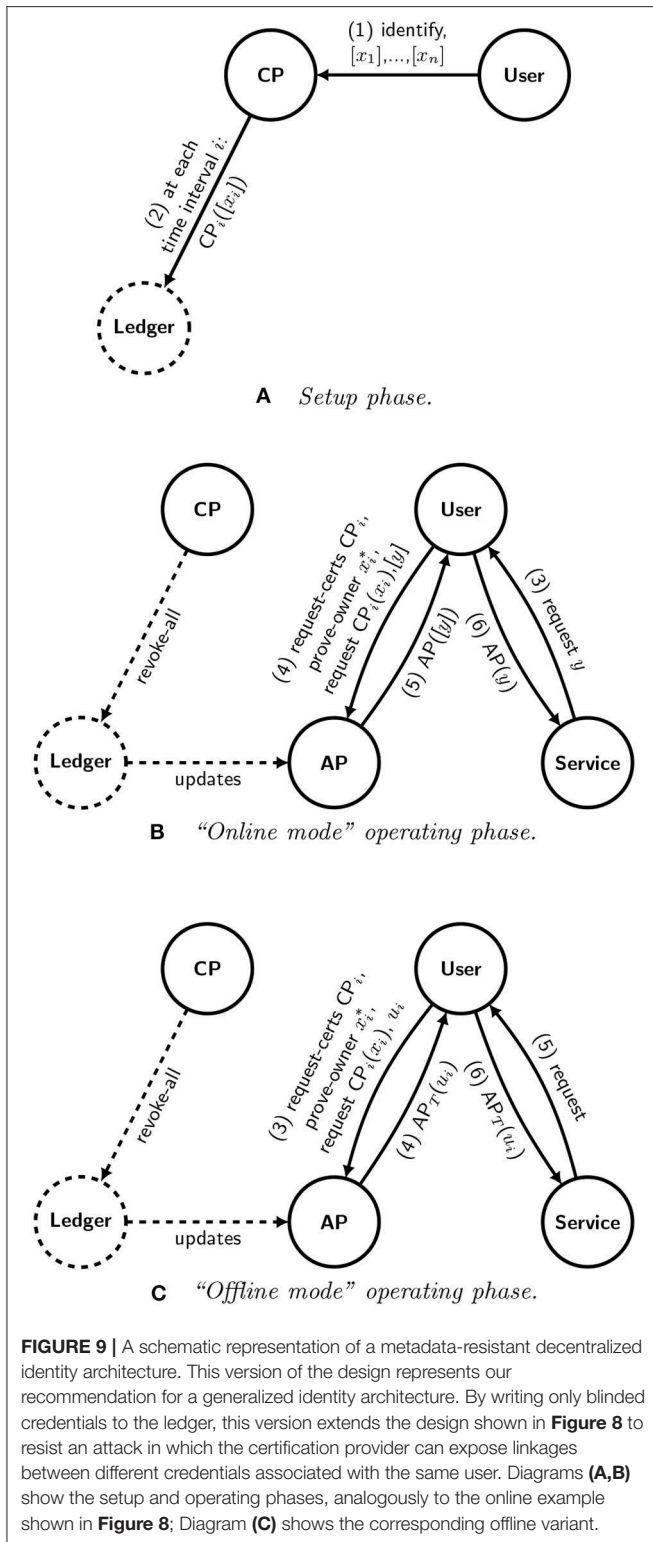 (1) identify,
[x₁],...,[xₙ]
CP
User
(2) at each
time interval i:
CPᵢ([xᵢ])
Ledger
A Setup phase.
CP
User
revoke-all
(4) request-certs CPᵢ,
prove-owner xᵢ*,
request CPᵢ(xᵢ),[y]
(5) AP([y])
(6) AP(y)
(3) request y
Ledger
updates
AP
Service
B “Online mode” operating phase.
CP
User
revoke-all
(3) request-certs CPᵢ,
prove-owner xᵢ*,
request CPᵢ(xᵢ), uᵢ
(4) AP_T(uᵢ)
(6) AP_T(uᵢ)
(5) request
Ledger
updates
AP
Service
C “Offline mode” operating phase.
FIGURE 9 | A schematic representation of a metadata-resistant decentralized
identity architecture. This version of the design represents our
recommendation for a generalized identity architecture. By writing only blinded
credentials to the ledger, this version extends the design shown in Figure 8 to
resist an attack in which the certification provider can expose linkages
between different credentials associated with the same user. Diagrams (A,B)
show the setup and operating phases, analogously to the online example
shown in Figure 8; Diagram (C) shows the corresponding offline variant.